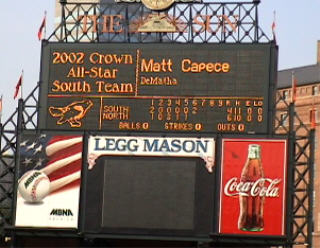 THE SUN
2002 Crown
All-Star
South Team
Matt Capece
DeMatha
1 2 3 4 5 6 7 8 9
SOUTH
NORTH
BALLS 0 STRIKES 0 OUTS 0
LEGG MASON
MBNA
MBNA
Coca-Cola